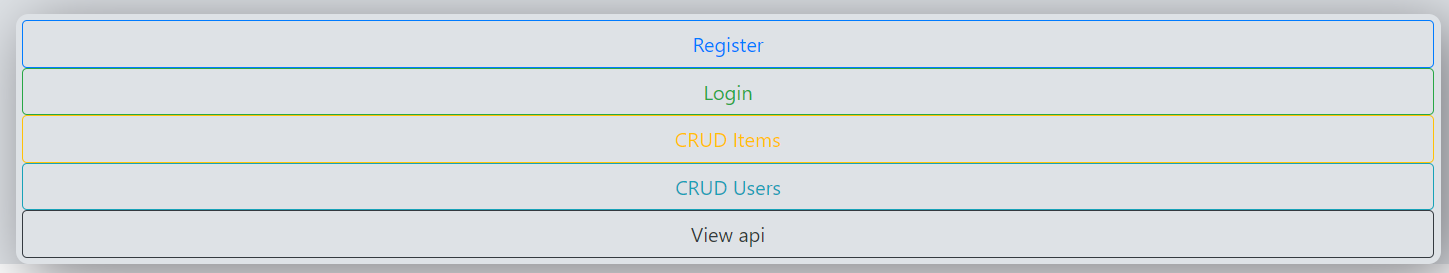 Register
Login
CRUD Items
CRUD Users
View api